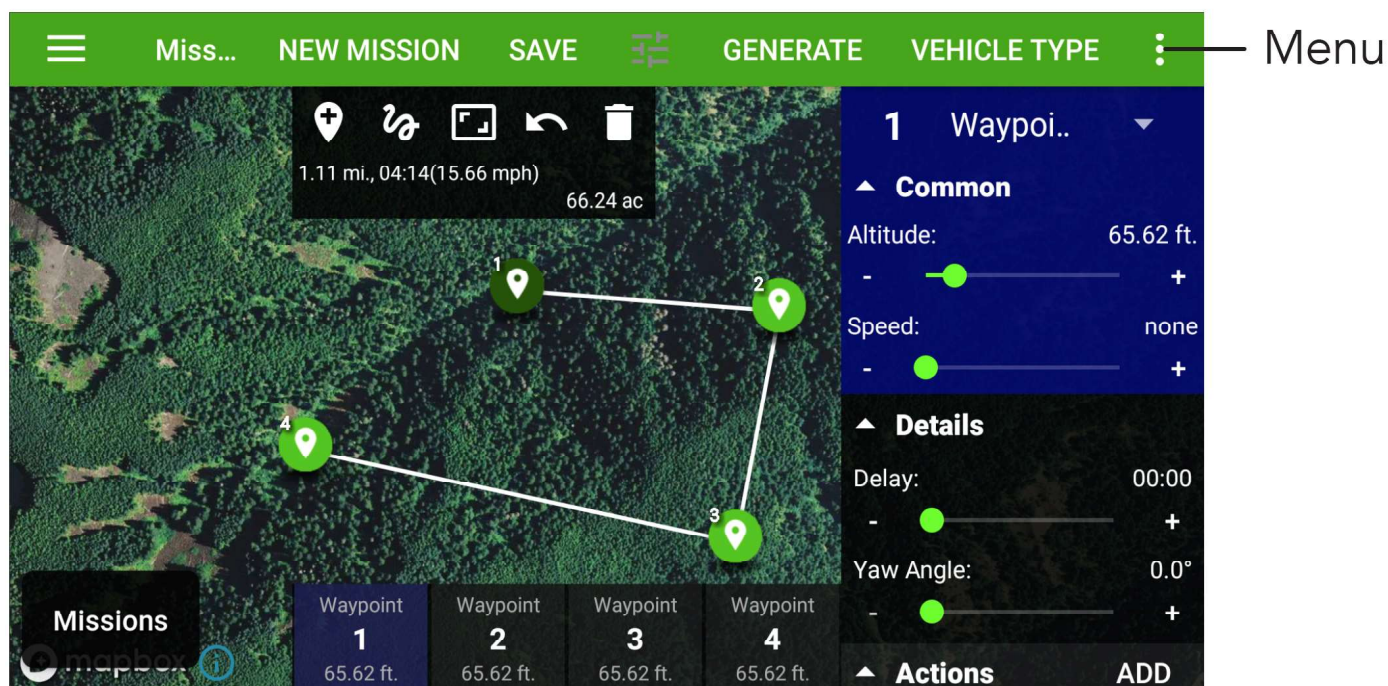 Miss... NEW MISSION SAVE GENERATE VEHICLE TYPE Menu
1.11 mi., 04:14(15.66 mph)
66.24 ac
1
2
3
4
1 Waypoi..
Common
Altitude: 65.62 ft.
- +
Speed: none
- +
Details
Delay: 00:00
- +
Yaw Angle: 0.0°
- +
Actions ADD
Missions
mapbox
Waypoint
1
65.62 ft.
Waypoint
2
65.62 ft.
Waypoint
3
65.62 ft.
Waypoint
4
65.62 ft.